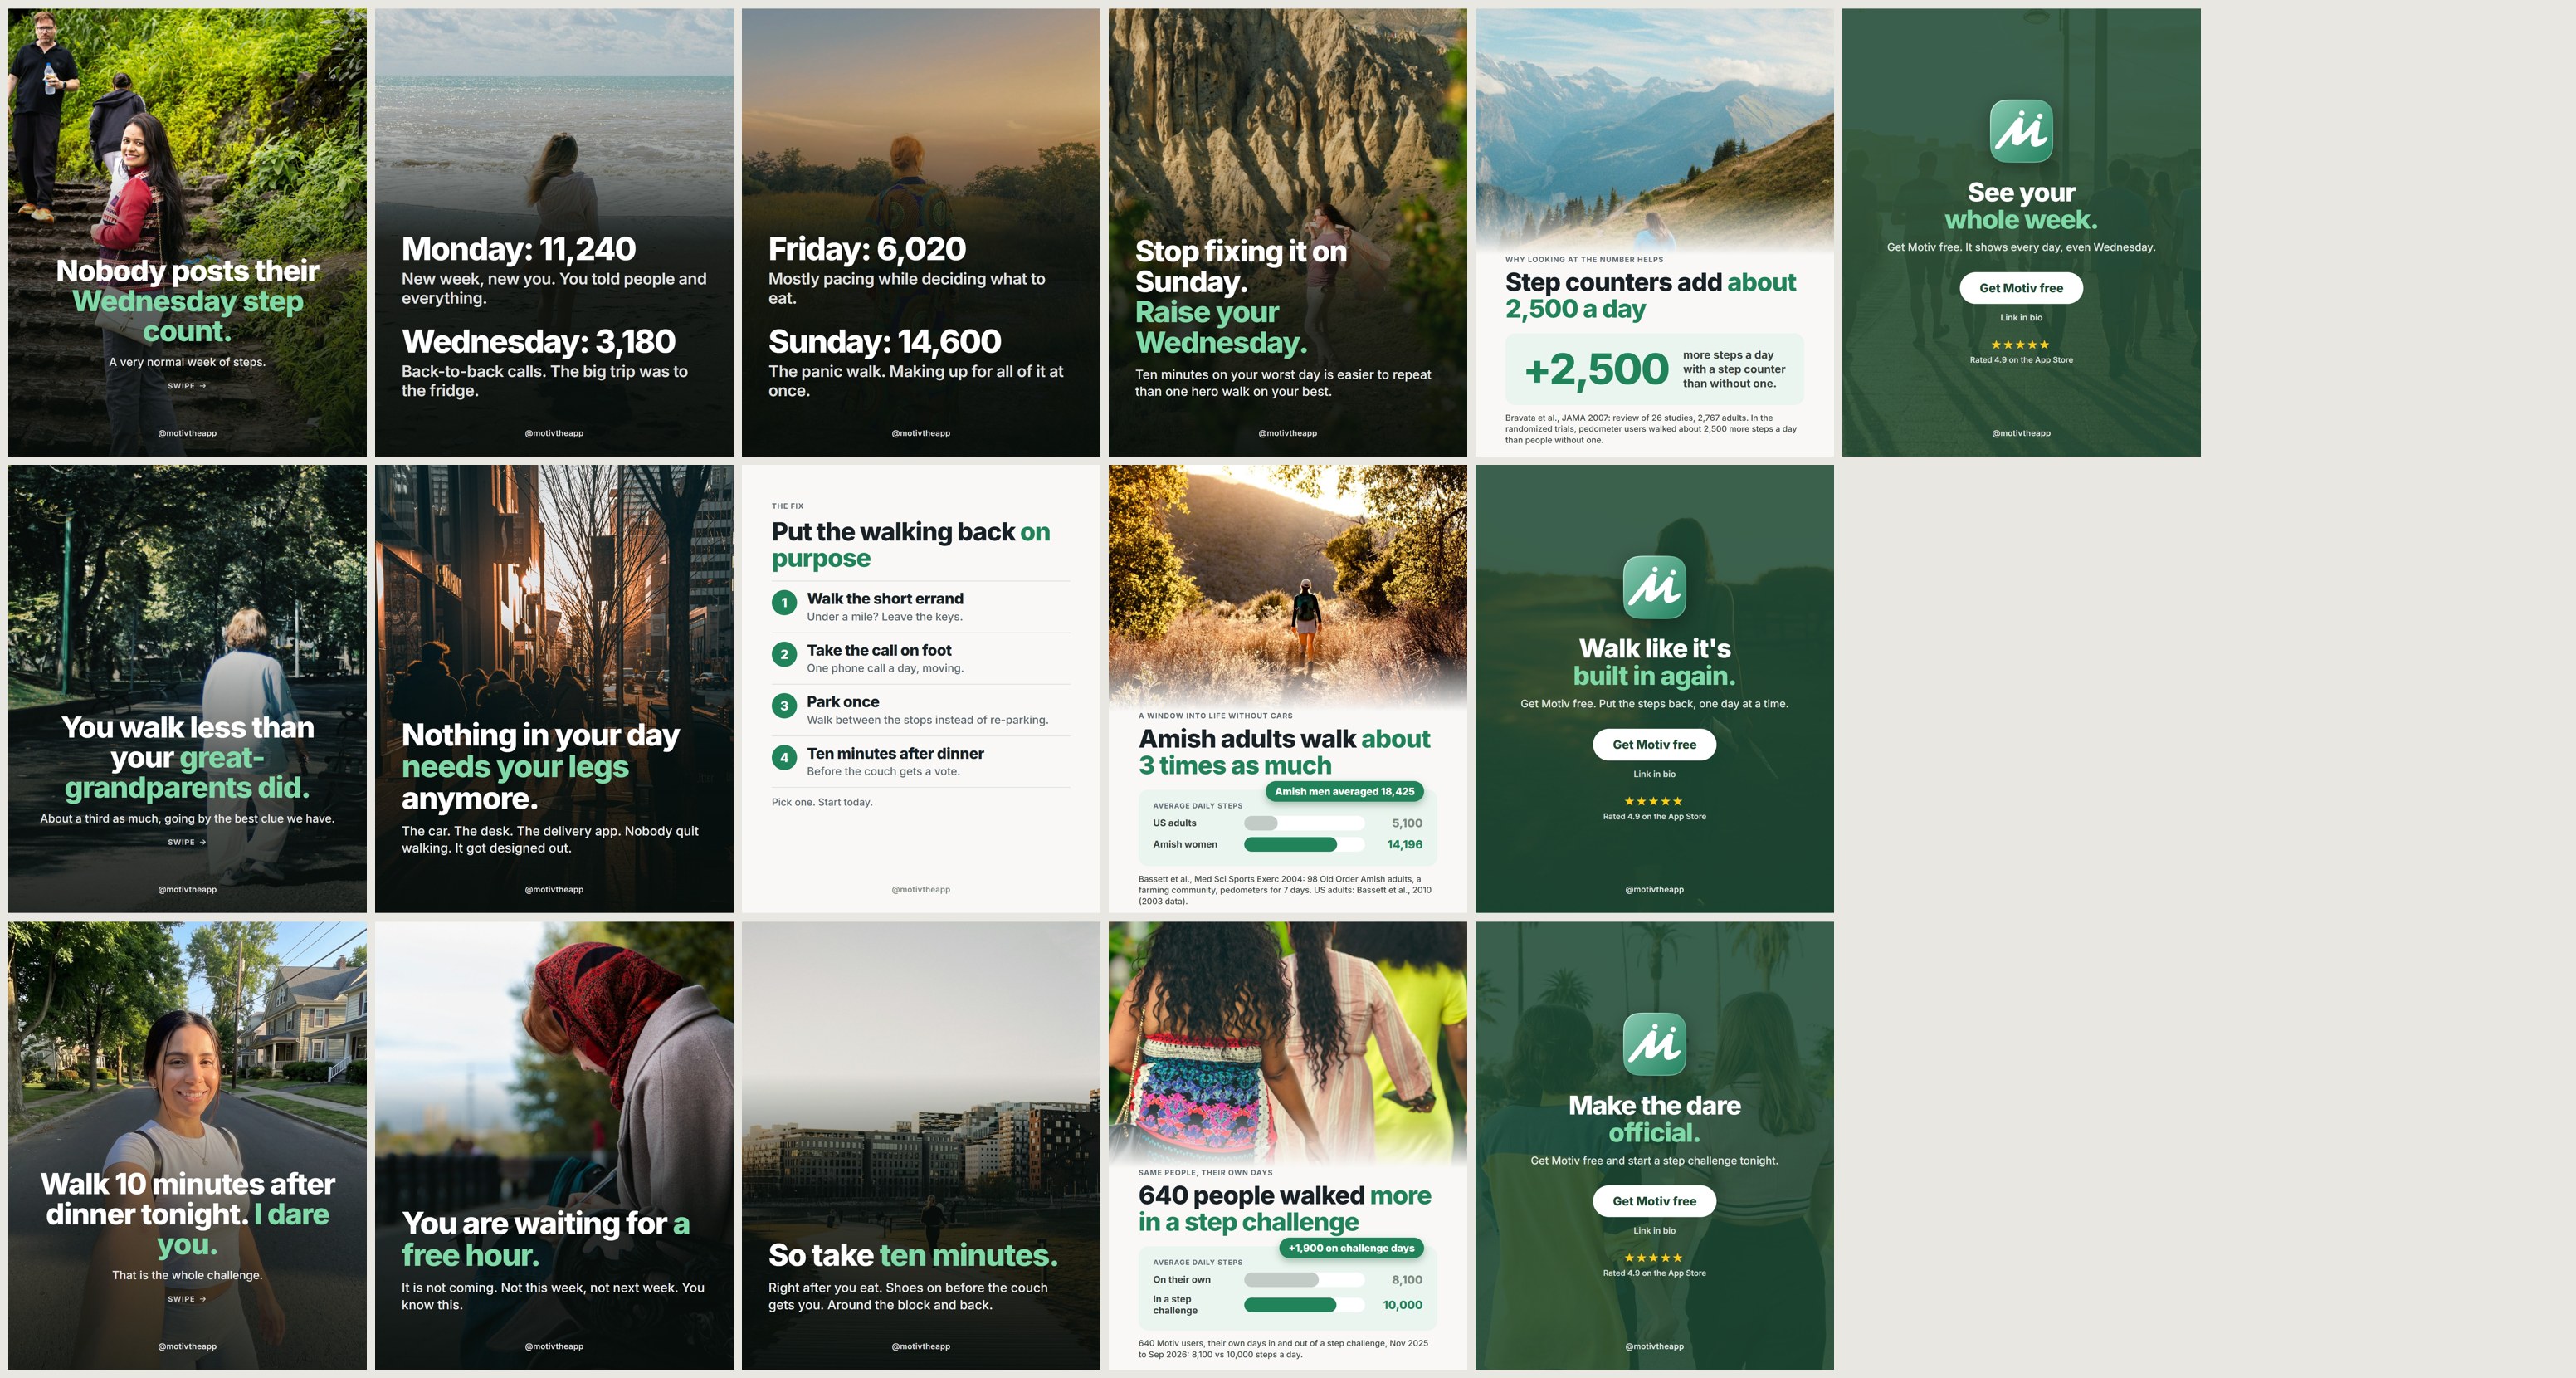 Nobody posts their
Wednesday step
count.
A very normal week of steps.
SWIPE →
@motivtheapp
Monday: 11,240
New week, new you. You told people and
everything.
Wednesday: 3,180
Back-to-back calls. The big trip was to
the fridge.
@motivtheapp
Friday: 6,020
Mostly pacing while deciding what to
eat.
Sunday: 14,600
The panic walk. Making up for all of it at
once.
@motivtheapp
Stop fixing it on
Sunday.
Raise your
Wednesday.
Ten minutes on your worst day is easier to repeat
than one hero walk on your best.
@motivtheapp
WHY LOOKING AT THE NUMBER HELPS
Step counters add about
2,500 a day
+2,500
more steps a day
with a step counter
than without one.
Bravata et al., JAMA 2007: review of 26 studies, 2,767 adults. In the
randomized trials, pedometer users walked about 2,500 more steps a day
than people without one.
See your
whole week.
Get Motiv free. It shows every day, even Wednesday.
Get Motiv free
Link in bio
★★★★★
Rated 4.9 on the App Store
@motivtheapp
You walk less than
your great-
grandparents did.
About a third as much, going by the best clue we have.
SWIPE →
@motivtheapp
Nothing in your day
needs your legs
anymore.
The car. The desk. The delivery app. Nobody quit
walking. It got designed out.
@motivtheapp
THE FIX
Put the walking back on
purpose
1 Walk the short errand
Under a mile? Leave the keys.
2 Take the call on foot
One phone call a day, moving.
3 Park once
Walk between the stops instead of re-parking.
4 Ten minutes after dinner
Before the couch gets a vote.
Pick one. Start today.
@motivtheapp
A WINDOW INTO LIFE WITHOUT CARS
Amish adults walk about
3 times as much
Amish men averaged 18,425
AVERAGE DAILY STEPS
US adults 5,100
Amish women 14,196
Bassett et al., Med Sci Sports Exerc 2004: 98 Old Order Amish adults, a
farming community, pedometers for 7 days. US adults: Bassett et al., 2010
(2003 data).
Walk like it's
built in again.
Get Motiv free. Put the steps back, one day at a time.
Get Motiv free
Link in bio
★★★★★
Rated 4.9 on the App Store
@motivtheapp
Walk 10 minutes after
dinner tonight. I dare
you.
That is the whole challenge.
SWIPE →
@motivtheapp
You are waiting for a
free hour.
It is not coming. Not this week, not next week. You
know this.
@motivtheapp
So take ten minutes.
Right after you eat. Shoes on before the couch
gets you. Around the block and back.
@motivtheapp
SAME PEOPLE, THEIR OWN DAYS
640 people walked more
in a step challenge
+1,900 on challenge days
AVERAGE DAILY STEPS
On their own 8,100
In a step
challenge 10,000
640 Motiv users, their own days in and out of a step challenge, Nov 2025
to Sep 2026: 8,100 vs 10,000 steps a day.
Make the dare
official.
Get Motiv free and start a step challenge tonight.
Get Motiv free
Link in bio
★★★★★
Rated 4.9 on the App Store
@motivtheapp